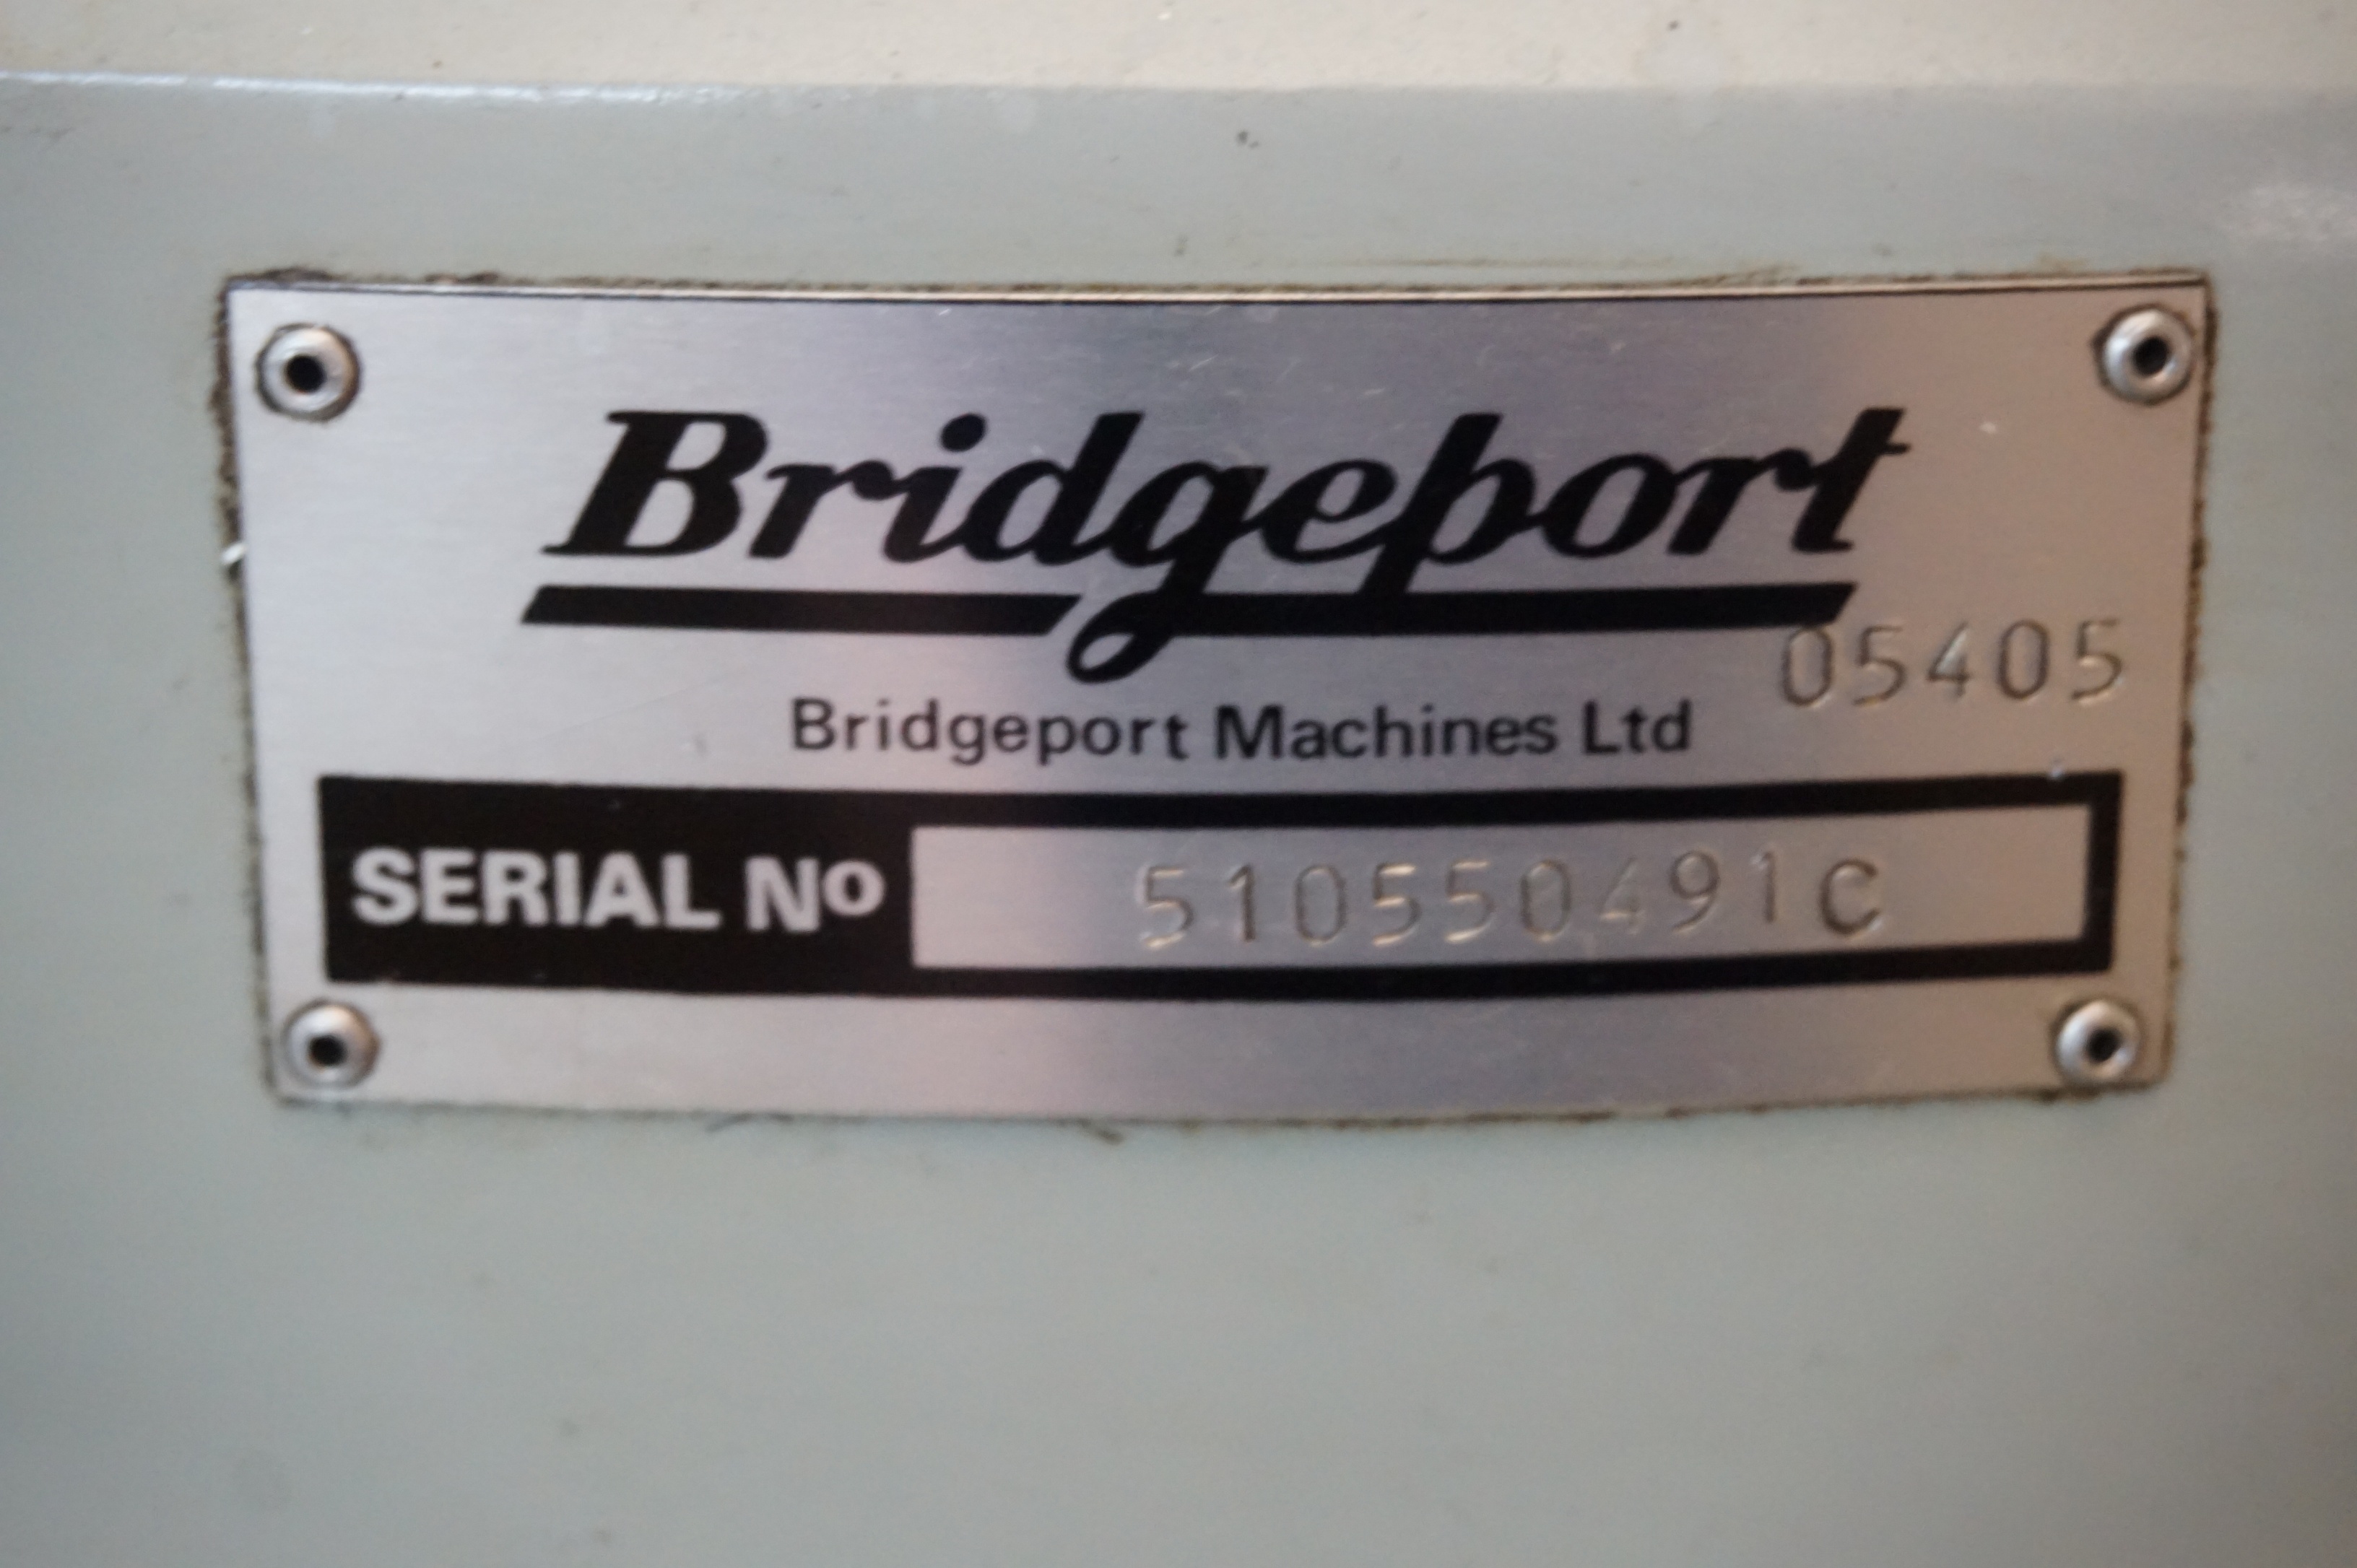 Bridgeport
05405
Bridgeport Machines Ltd
SERIAL Nº
510550491C